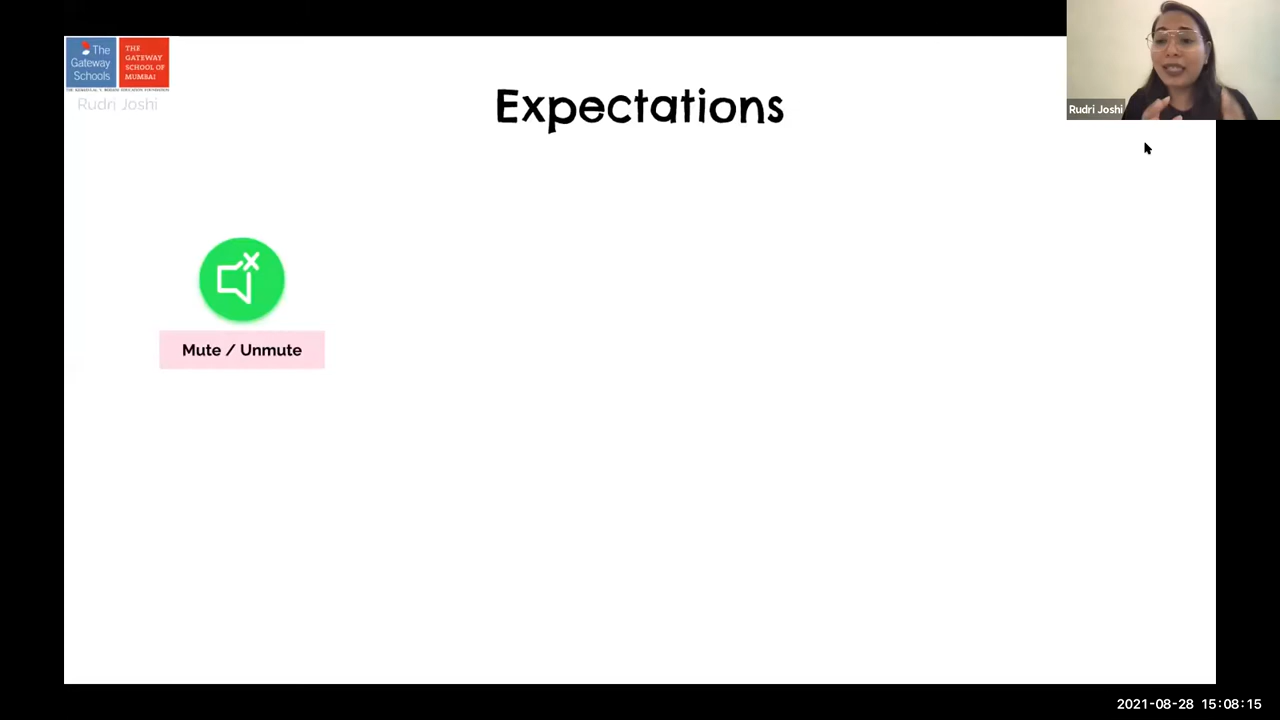 The
Gateway
Schools
THE
GATEWAY
SCHOOL OF
MUMBAI
Rudri Joshi
Expectations
Rudri Joshi
Mute / Unmute
2021-08-28 15:08:15